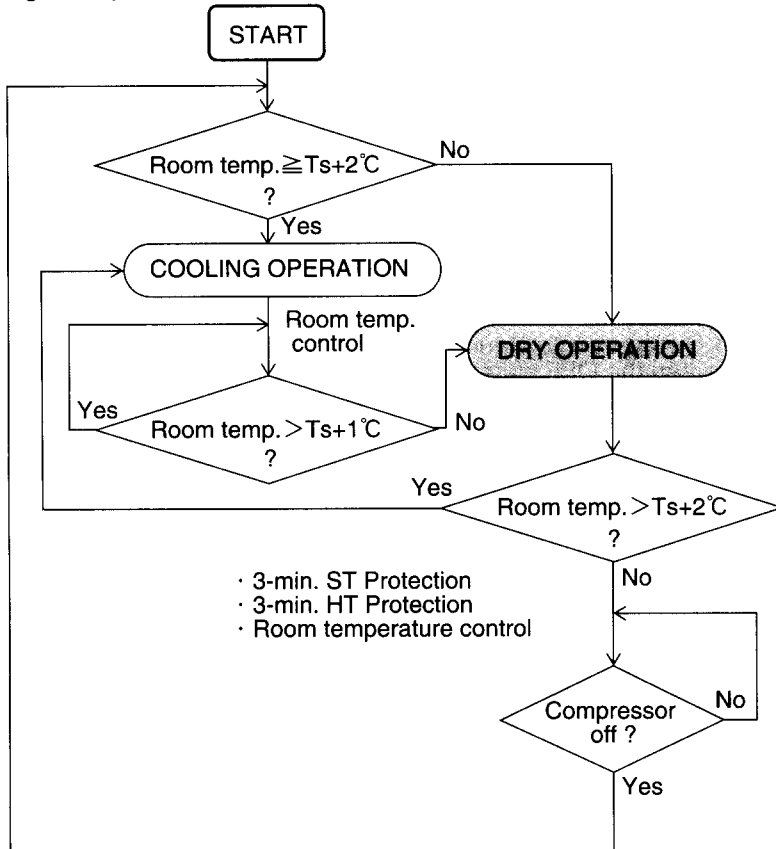 START
Room temp.≧Ts+2℃
?
No
Yes
COOLING OPERATION
Room temp.
control
DRY OPERATION
Yes
Room temp.>Ts+1℃
?
No
Yes
Room temp.>Ts+2℃
?
No
· 3-min. ST Protection
· 3-min. HT Protection
· Room temperature control
Compressor
off ?
No
Yes